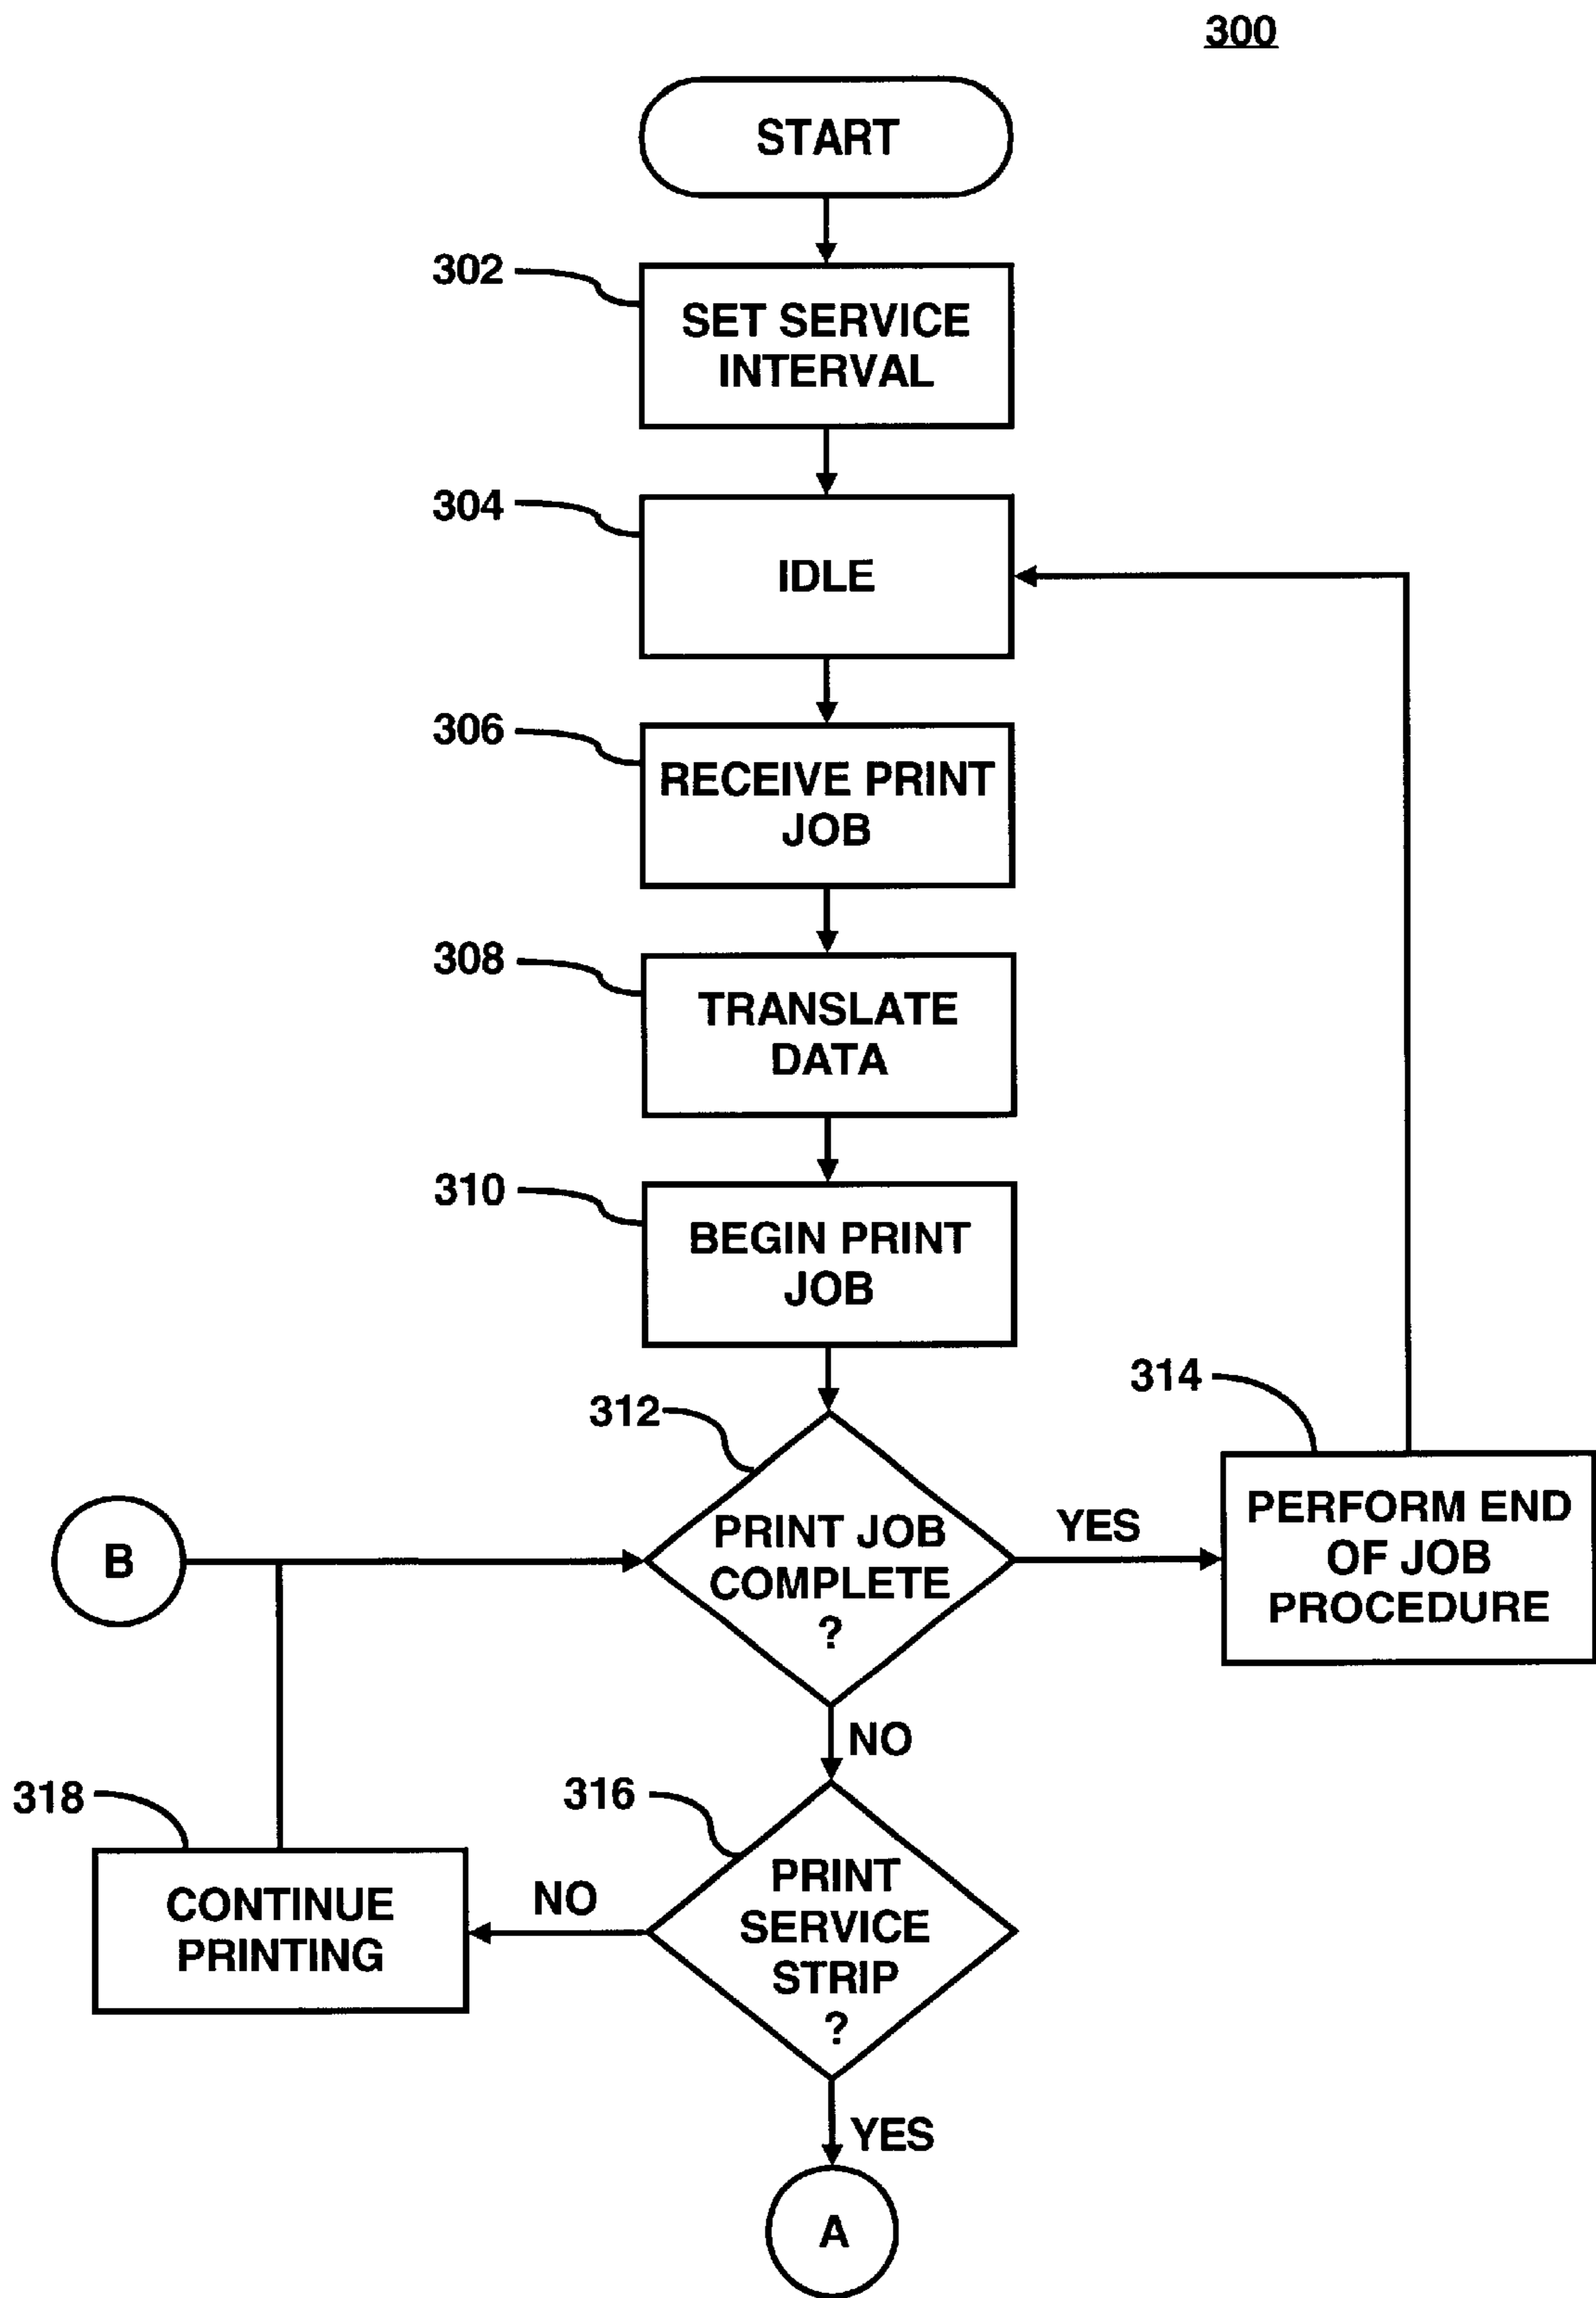 300
START
302
SET SERVICE
INTERVAL
304
IDLE
306
RECEIVE PRINT
JOB
308
TRANSLATE
DATA
310
BEGIN PRINT
JOB
312
PRINT JOB
COMPLETE
?
YES
314
PERFORM END
OF JOB
PROCEDURE
B
NO
316
PRINT
SERVICE
STRIP
?
NO
318
CONTINUE
PRINTING
YES
A